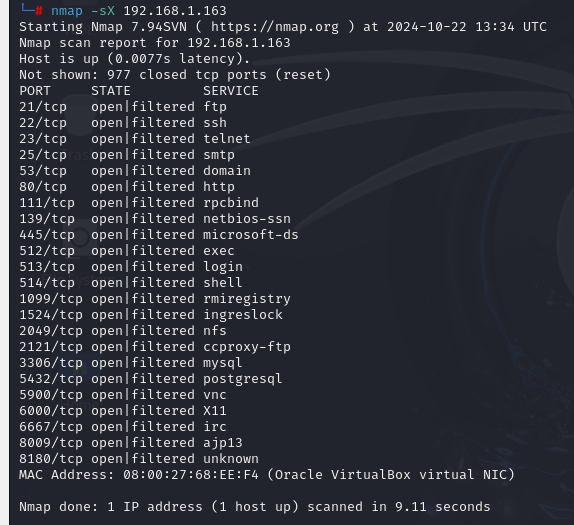 # nmap -sX 192.168.1.163
Starting Nmap 7.94SVN ( https://nmap.org ) at 2024-10-22 13:34 UTC
Nmap scan report for 192.168.1.163
Host is up (0.0077s latency).
Not shown: 977 closed tcp ports (reset)
PORT     STATE         SERVICE
21/tcp   open|filtered ftp
22/tcp   open|filtered ssh
23/tcp   open|filtered telnet
25/tcp   open|filtered smtp
53/tcp   open|filtered domain
80/tcp   open|filtered http
111/tcp  open|filtered rpcbind
139/tcp  open|filtered netbios-ssn
445/tcp  open|filtered microsoft-ds
512/tcp  open|filtered exec
513/tcp  open|filtered login
514/tcp  open|filtered shell
1099/tcp open|filtered rmiregistry
1524/tcp open|filtered ingreslock
2049/tcp open|filtered nfs
2121/tcp open|filtered ccproxy-ftp
3306/tcp open|filtered mysql
5432/tcp open|filtered postgresql
5900/tcp open|filtered vnc
6000/tcp open|filtered X11
6667/tcp open|filtered irc
8009/tcp open|filtered ajp13
8180/tcp open|filtered unknown
MAC Address: 08:00:27:68:EE:F4 (Oracle VirtualBox virtual NIC)
Nmap done: 1 IP address (1 host up) scanned in 9.11 seconds